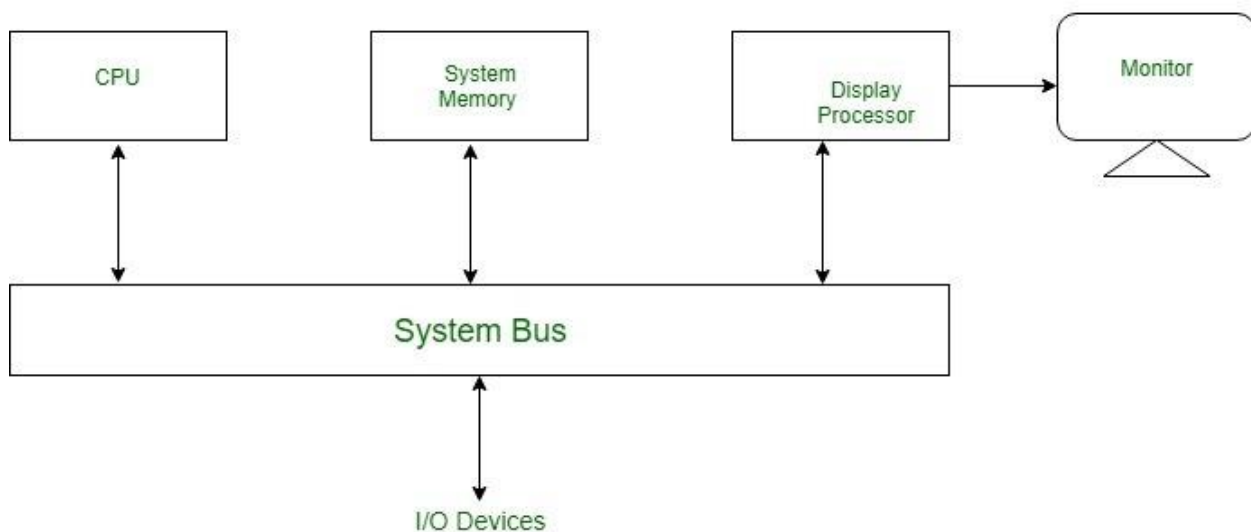 CPU
System
Memory
Display
Processor
Monitor
System Bus
I/O Devices